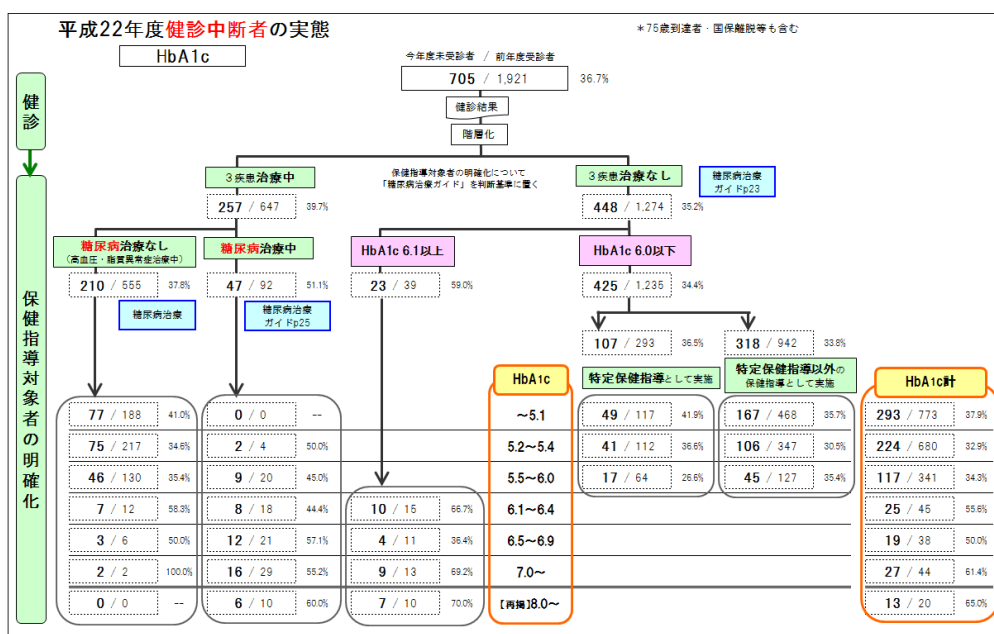 平成22年度健診中断者の実態
*75歳到達者・国保離脱等も含む
HbA1c
今年度未受診者 / 前年度受診者
705 / 1,921 36.7%
健診
健診結果
階層化
3疾患治療中
保健指導対象者の明確化について
「糖尿病治療ガイド」を判断基準に置く
3疾患治療なし
糖尿病治療
ガイドp23
257 / 647 39.7%
448 / 1,274 35.2%
糖尿病治療なし
(高血圧・脂質異常症治療中)
糖尿病治療中
HbA1c 6.1以上
HbA1c 6.0以下
210 / 555 37.8%
47 / 92 51.1%
23 / 39 59.0%
425 / 1,235 34.4%
糖尿病治療
糖尿病治療
ガイドp25
保健指導対象者の明確化
107 / 293 36.5%
318 / 942 33.8%
HbA1c
特定保健指導として実施
特定保健指導以外の
保健指導として実施
HbA1c計
77 / 188 41.0% 0 / 0 -- ~5.1 49 / 117 41.9% 167 / 468 35.7% 293 / 773 37.9%
75 / 217 34.6% 2 / 4 50.0% 5.2~5.4 41 / 112 36.6% 106 / 347 30.5% 224 / 680 32.9%
46 / 130 35.4% 9 / 20 45.0% 5.5~6.0 17 / 64 26.6% 45 / 127 35.4% 117 / 341 34.3%
7 / 12 58.3% 8 / 18 44.4% 10 / 15 66.7% 6.1~6.4 25 / 45 55.6%
3 / 6 50.0% 12 / 21 57.1% 4 / 11 36.4% 6.5~6.9 19 / 38 50.0%
2 / 2 100.0% 16 / 29 55.2% 9 / 13 69.2% 7.0~ 27 / 44 61.4%
0 / 0 -- 6 / 10 60.0% 7 / 10 70.0% 【再掲】8.0~ 13 / 20 65.0%